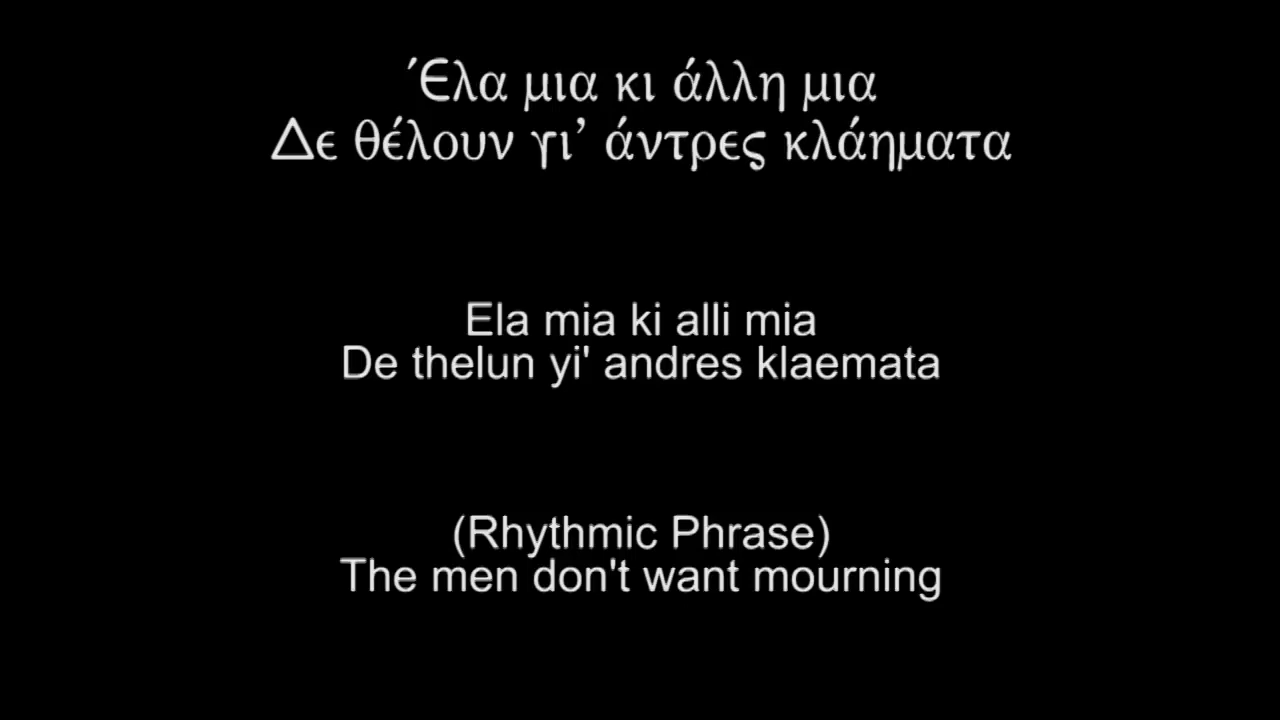 Έλα μια κι άλλη μια
Δε θέλουν γι’ άντρες κλάηματα
Ela mia ki alli mia
De thelun yi' andres klaemata
(Rhythmic Phrase)
The men don't want mourning